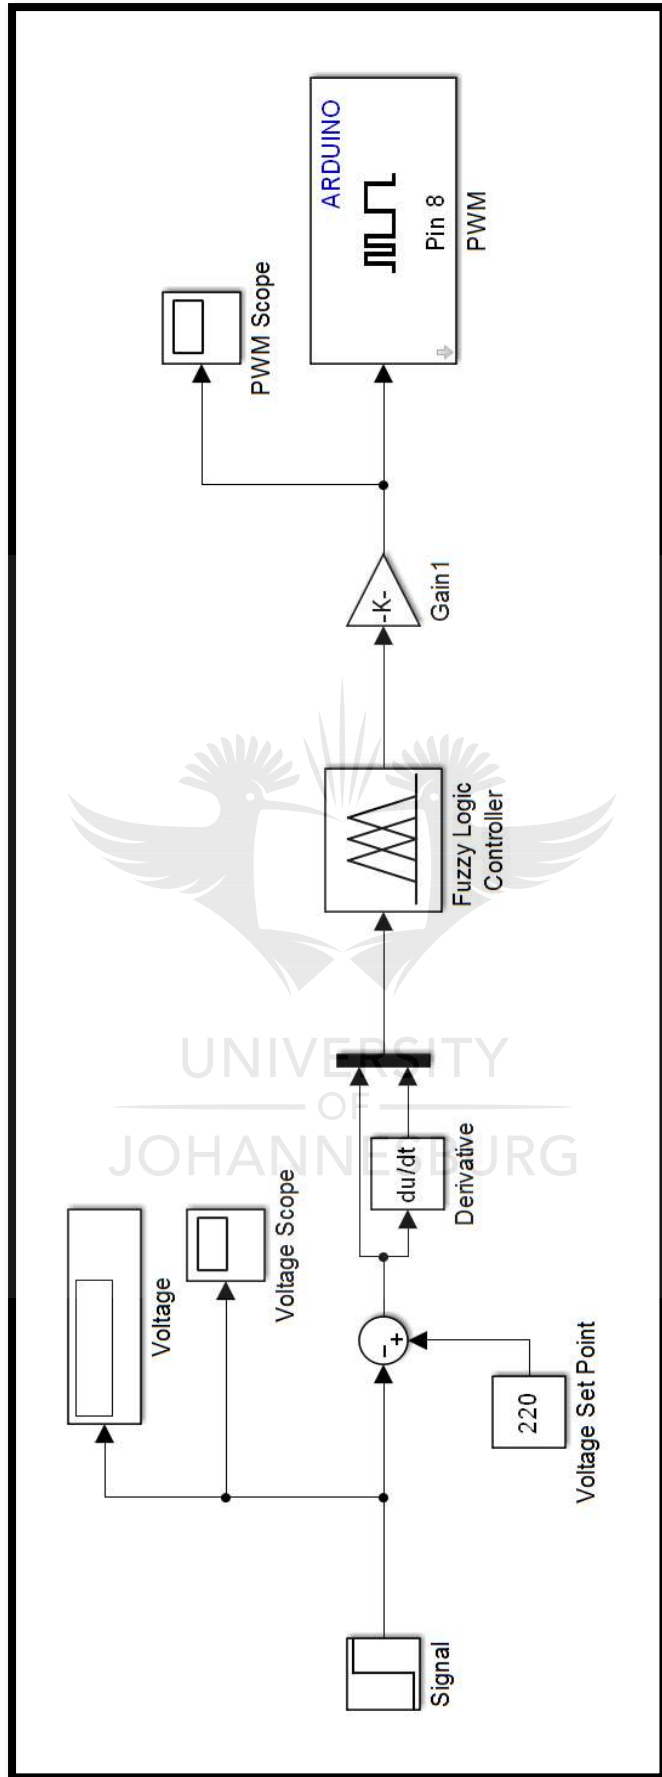 Signal
Voltage
Voltage Scope
-
+
220
Voltage Set Point
du/dt
Derivative
Fuzzy Logic
Controller
-K-
Gain1
PWM Scope
ARDUINO
Pin 8
PWM
UNIVERSITY
OF
JOHANNESBURG